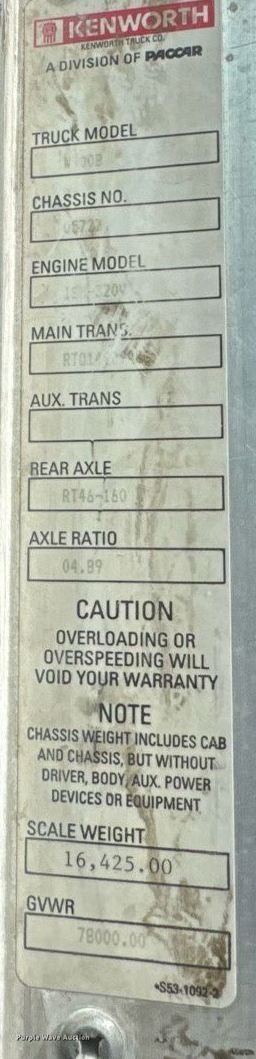 KENWORTH
KENWORTH TRUCK CO.
A DIVISION OF PACCAR
TRUCK MODEL
CHASSIS NO.
ENGINE MODEL
MAIN TRANS.
AUX. TRANS
REAR AXLE
RT46-160
AXLE RATIO
04.89
CAUTION
OVERLOADING OR
OVERSPEEDING WILL
VOID YOUR WARRANTY
NOTE
CHASSIS WEIGHT INCLUDES CAB
AND CHASSIS, BUT WITHOUT
DRIVER, BODY, AUX. POWER
DEVICES OR EQUIPMENT
SCALE WEIGHT
16,425.00
GVWR
78000.00
•S53-1092-2
Purple Wave Auction